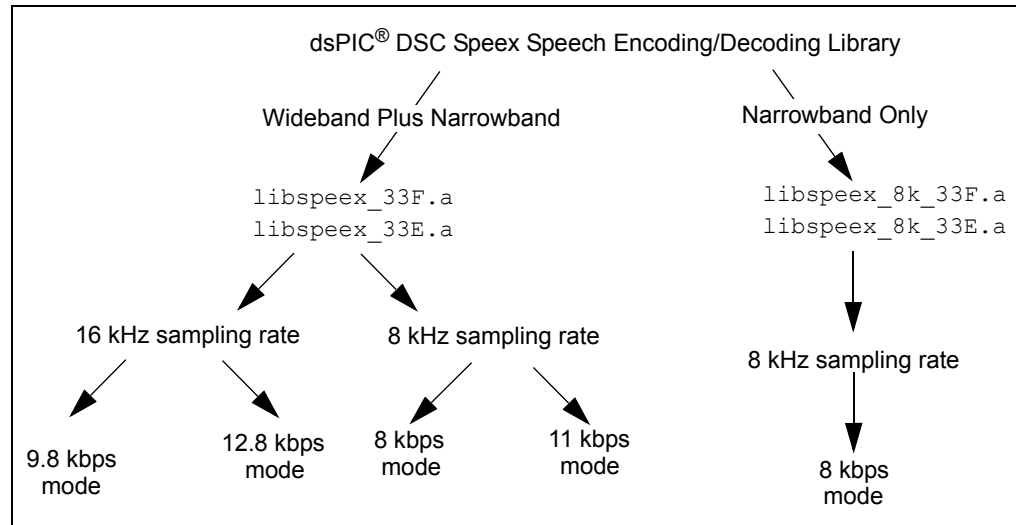 dsPIC® DSC Speex Speech Encoding/Decoding Library
Wideband Plus Narrowband
Narrowband Only
libspeex_33F.a
libspeex_33E.a
libspeex_8k_33F.a
libspeex_8k_33E.a
16 kHz sampling rate
8 kHz sampling rate
8 kHz sampling rate
9.8 kbps
mode
12.8 kbps
mode
8 kbps
mode
11 kbps
mode
8 kbps
mode